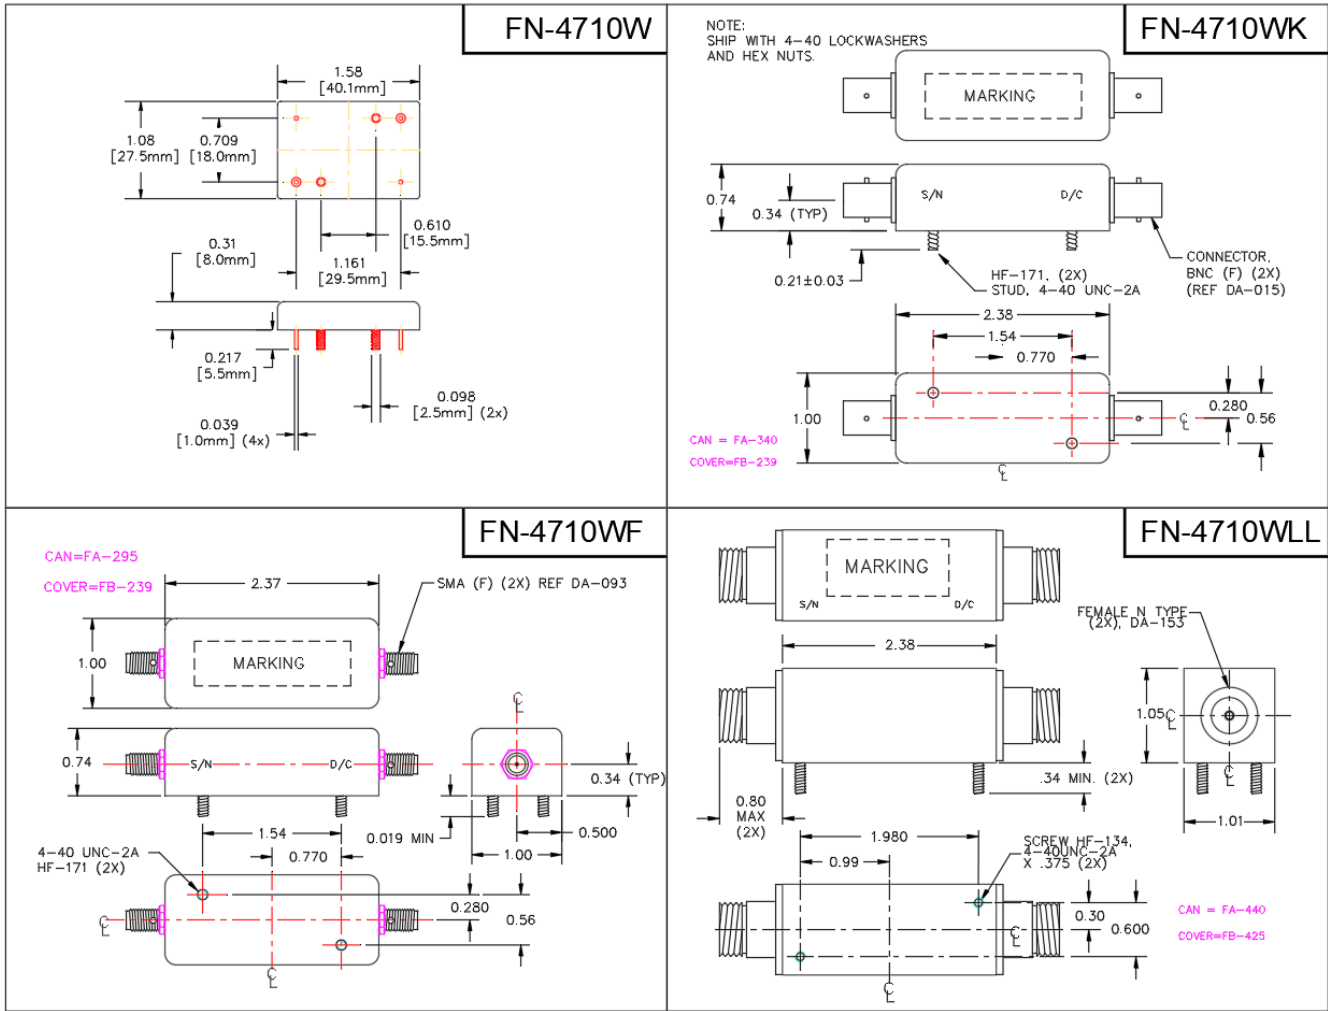 FN-4710W
1.58
[40.1mm]
1.08
[27.5mm]
0.709
[18.0mm]
0.610
[15.5mm]
0.31
[8.0mm]
1.161
[29.5mm]
0.217
[5.5mm]
0.098
[2.5mm] (2x)
0.039
[1.0mm] (4x)
FN-4710WK
NOTE:
SHIP WITH 4-40 LOCKWASHERS
AND HEX NUTS.
MARKING
S/N
D/C
0.74
0.34 (TYP)
0.21±0.03
HF-171, (2X)
STUD, 4-40 UNC-2A
CONNECTOR,
BNC (F) (2X)
(REF DA-015)
2.38
1.54
0.770
1.00
0.280
0.56
CAN = FA-340
COVER=FB-239
CL
CL
FN-4710WF
CAN=FA-295
COVER=FB-239
2.37
SMA (F) (2X) REF DA-093
1.00
MARKING
CL
0.74
S/N
D/C
0.34 (TYP)
0.019 MIN
0.500
1.00
1.54
0.770
4-40 UNC-2A
HF-171 (2X)
0.280
0.56
CL
CL
FN-4710WLL
MARKING
S/N
D/C
2.38
FEMALE N TYPE
(2X), DA-153
1.05
CL
CL
.34 MIN. (2X)
0.80
MAX
(2X)
1.01
1.980
0.99
SCREW HF-134,
4-40UNC-2A
X .375 (2X)
0.30
0.600
CL
CL
CAN = FA-440
COVER=FB-425